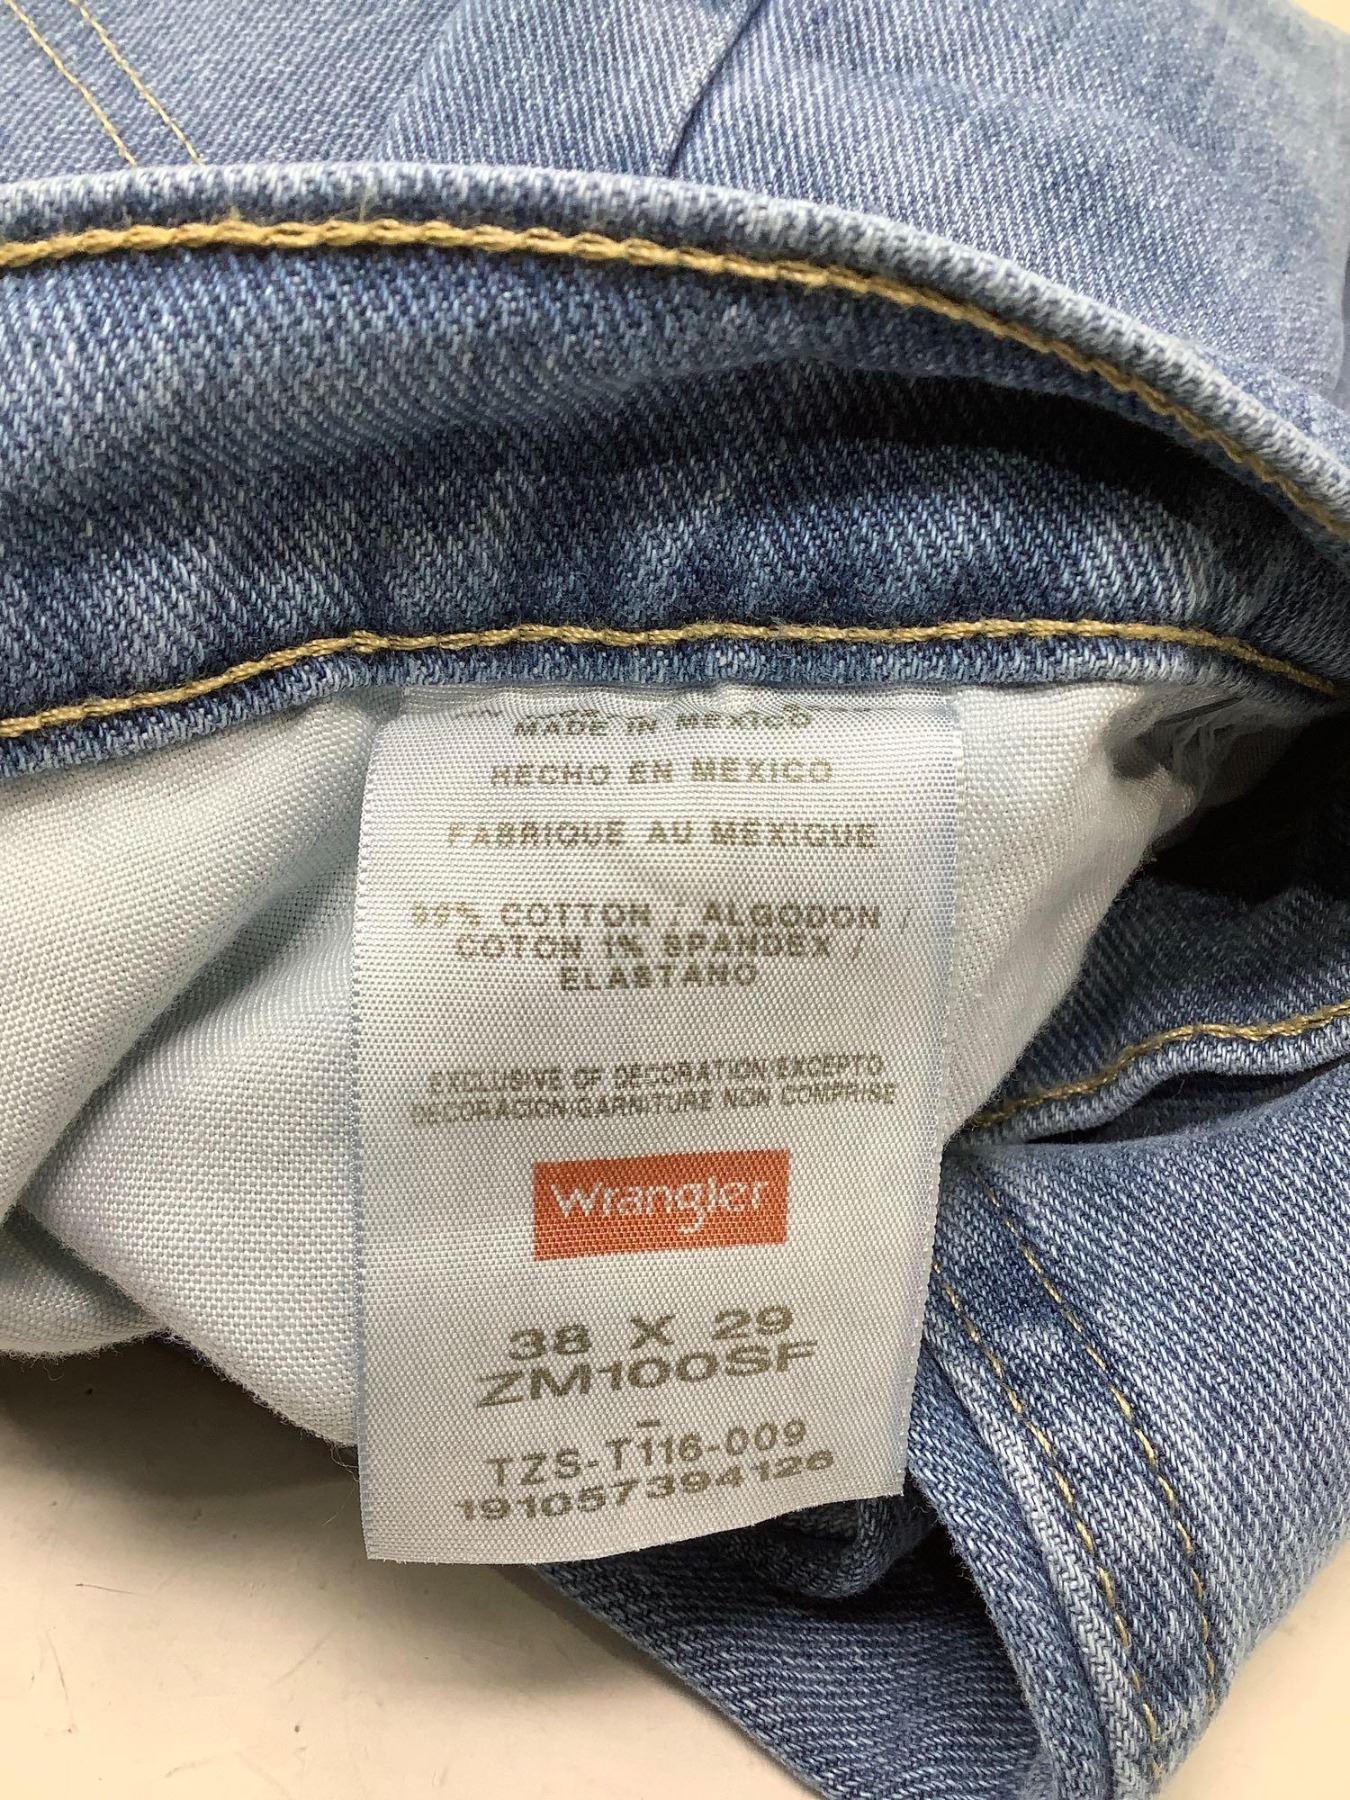 MADE IN MEXICO
HECHO EN MEXICO
FABRIQUE AU MEXIQUE
99% COTTON / ALGODON /
COTON 1% SPANDEX /
ELASTANO
EXCLUSIVE OF DECORATION/EXCEPTO
DECORACION/GARNITURE NON COMPRISE
Wrangler
38 X 29
ZM100SF
TZS-T116-009
191057394126